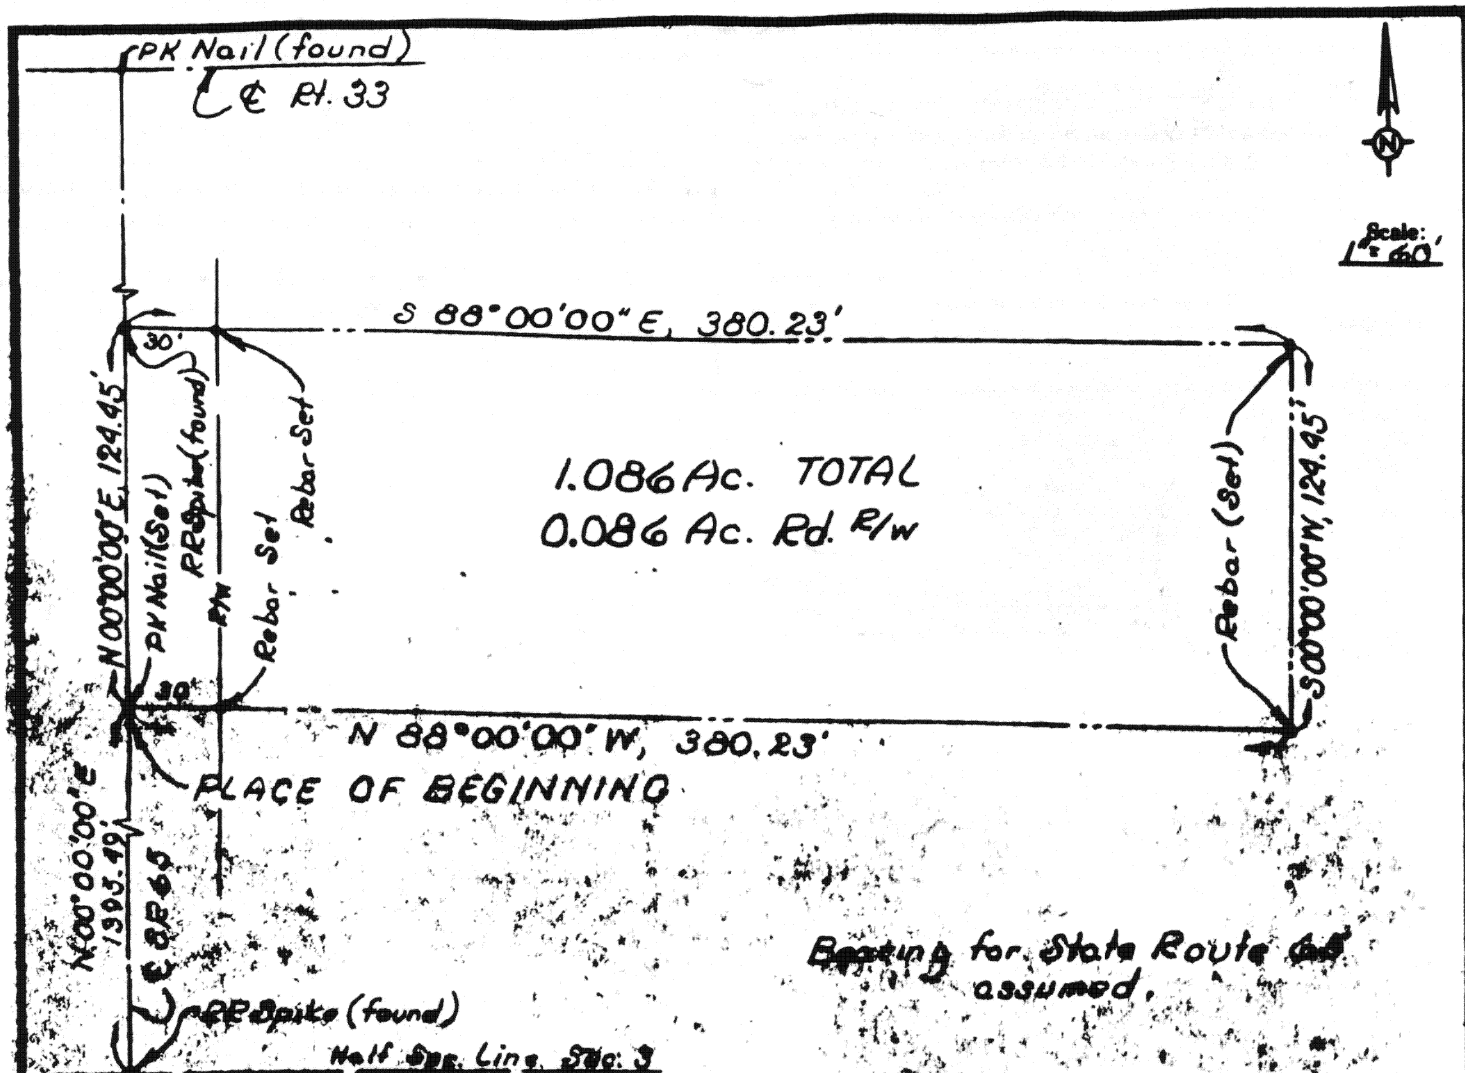 PK Nail (found)
℄ Rt. 33
N
Scale:
1" = 60'
S 88°00'00" E, 380.23'
30'
N 00°00'00" E, 124.45'
PK Nail (Set)
RR Spike (found)
R/W
Rebar Set
Rebar Set
1.086 Ac. TOTAL
0.086 Ac. Rd. R/W
Rebar (Set)
S 00°00'00" W, 124.45'
30'
N 88°00'00" W, 380.23'
PLACE OF BEGINNING
N 00°00'00" E
1395.49'
℄ SR 65
Bearing for State Route 65
assumed.
RR Spike (found)
Half Sec. Line, Sec. 3